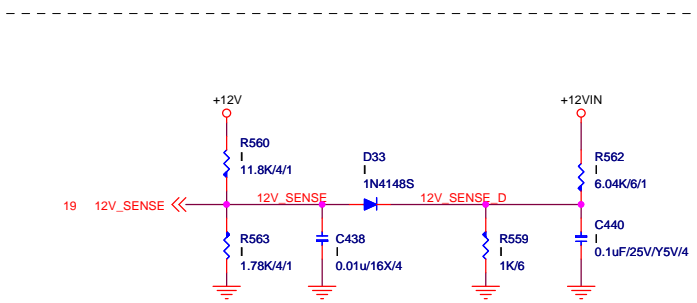 +12V
+12VIN
R560
I
11.8K/4/1
D33
I
1N4148S
R562
I
6.04K/6/1
19 12V_SENSE
12V_SENSE
12V_SENSE_D
R563
I
1.78K/4/1
C438
I
0.01u/16X/4
R559
I
1K/6
C440
I
0.1uF/25V/Y5V/4